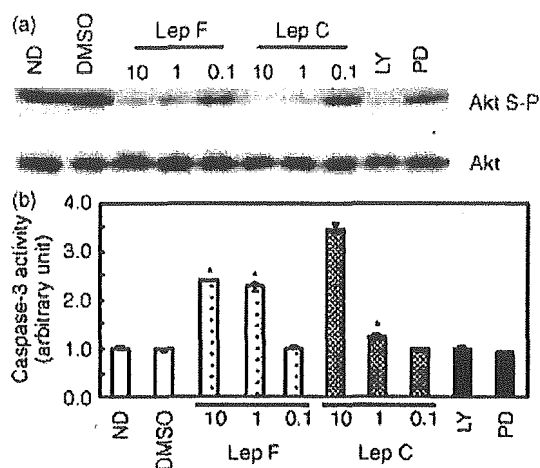 (a)
Lep F
Lep C
ND
DMSO
10
1
0.1
10
1
0.1
LY
PD
Akt S-P
Akt
(b)
Caspase-3 activity
(arbitrary unit)
4.0
3.0
2.0
1.0
0.0
ND
DMSO
10
1
0.1
10
1
0.1
LY
PD
Lep F
Lep C